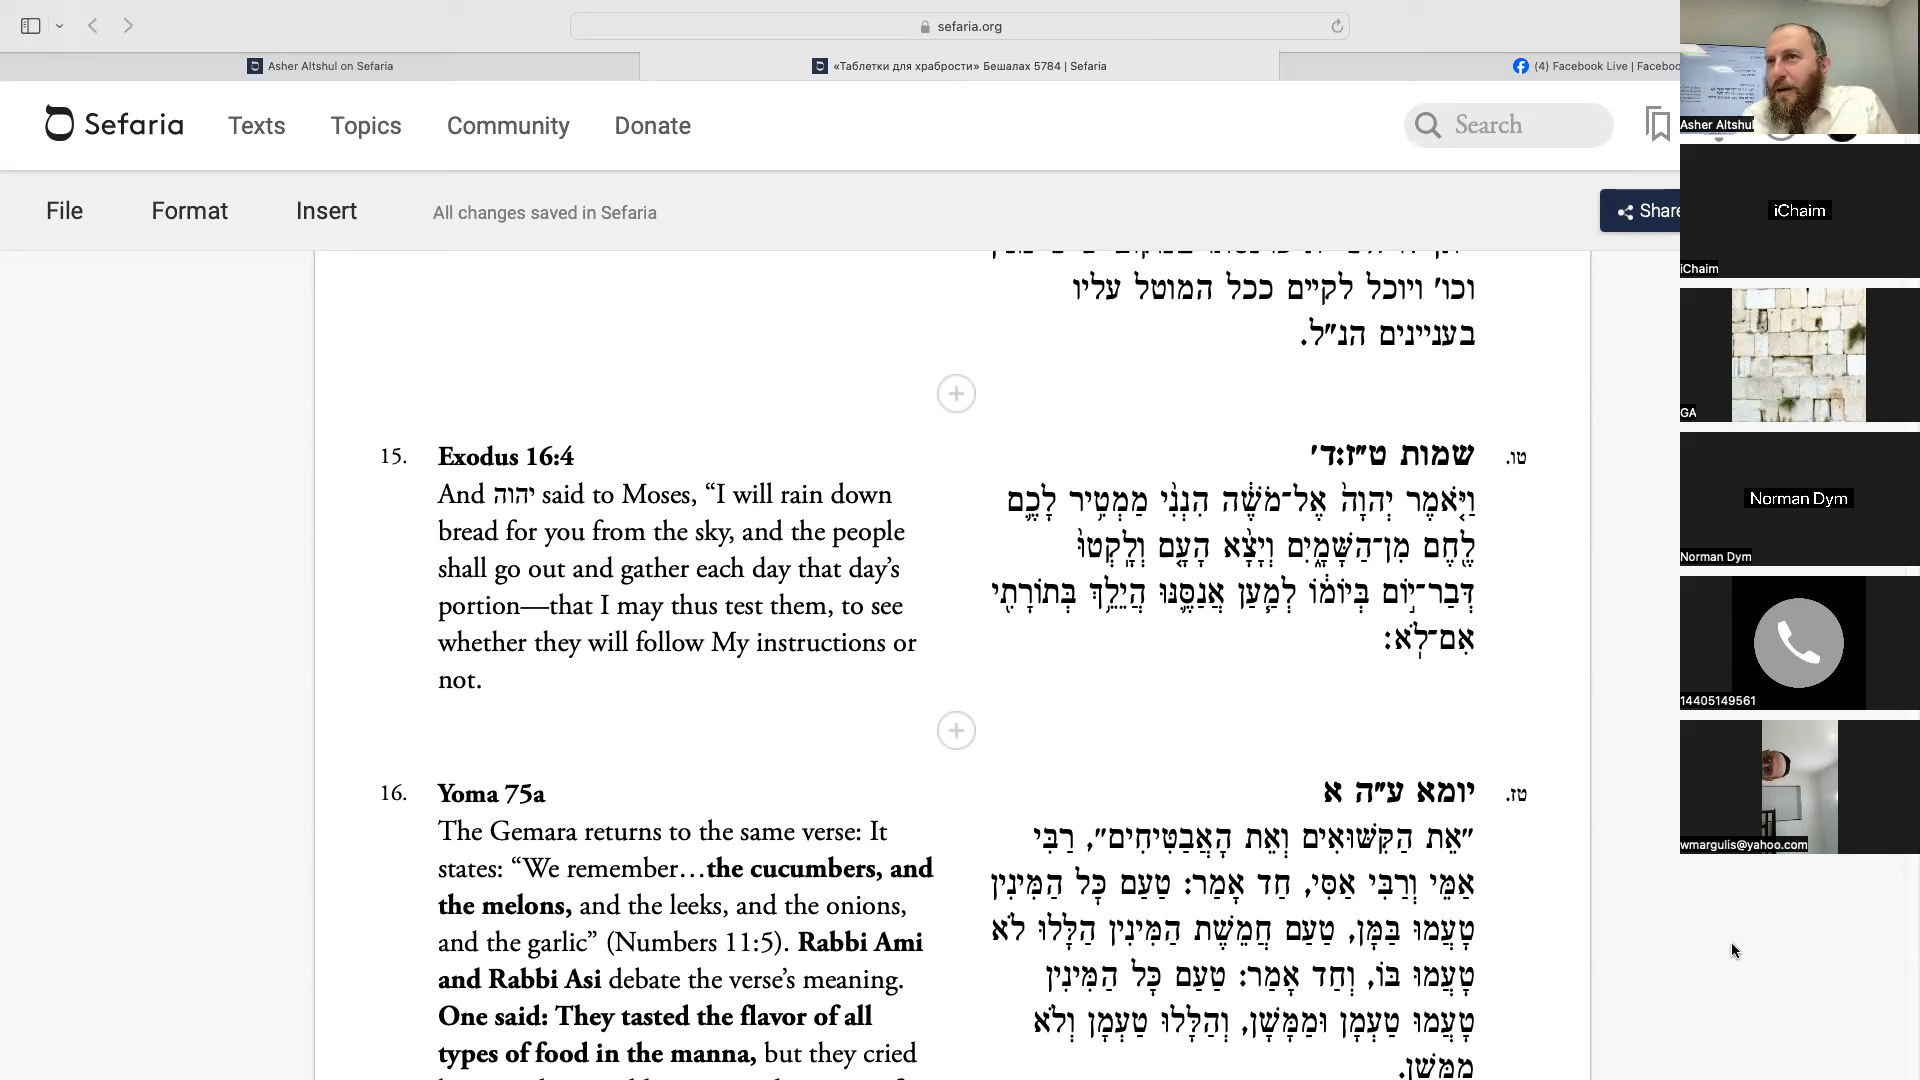 sefaria.org
Asher Altshul on Sefaria
«Таблетки для храбрости» Бешалах 5784 | Sefaria
(4) Facebook Live | Faceboo
Sefaria
Texts
Topics
Community
Donate
Search
File
Format
Insert
All changes saved in Sefaria
Share
וכו' ויוכל לקיים ככל המוטל עליו
בעניינים הנ"ל.
15.
Exodus 16:4
And יהוה said to Moses, “I will rain down
bread for you from the sky, and the people
shall go out and gather each day that day’s
portion—that I may thus test them, to see
whether they will follow My instructions or
not.
טו.
שמות ט״ז:ד׳
וַיֹּ֤אמֶר יְהוָה֙ אֶל־מֹשֶׁ֔ה הִנְנִ֨י מַמְטִ֥יר לָכֶ֛ם
לֶ֖חֶם מִן־הַשָּׁמָ֑יִם וְיָצָ֨א הָעָ֤ם וְלָֽקְטוּ֙
דְּבַר־י֣וֹם בְּיוֹמ֔וֹ לְמַ֧עַן אֲנַסֶּ֛נּוּ הֲיֵלֵ֥ךְ בְּתוֹרָתִ֖י
אִם־לֹֽא׃
16.
Yoma 75a
The Gemara returns to the same verse: It
states: “We remember…the cucumbers, and
the melons, and the leeks, and the onions,
and the garlic” (Numbers 11:5). Rabbi Ami
and Rabbi Asi debate the verse’s meaning.
One said: They tasted the flavor of all
types of food in the manna, but they cried
טז.
יומא ע״ה א
״אֶת הַקִּשּׁוּאִים וְאֵת הָאֲבַטִּיחִים״, רַבִּי
אַמֵּי וְרַבִּי אַסִּי, חַד אָמַר: טַעַם כׇּל הַמִּינִין
טָעֲמוּ בַּמָּן, טַעַם חֲמֵשֶׁת הַמִּינִין הַלָּלוּ לֹא
טָעֲמוּ בּוֹ, וְחַד אָמַר: טַעַם כׇּל הַמִּינִין
טָעֲמוּ טַעְמָן וּמַמָּשָׁן, וְהַלָּלוּ טַעְמָן וְלֹא
מַמָּשָׁן.
Asher Altshul
iChaim
iChaim
GA
Norman Dym
Norman Dym
14405149561
wmargulis@yahoo.com